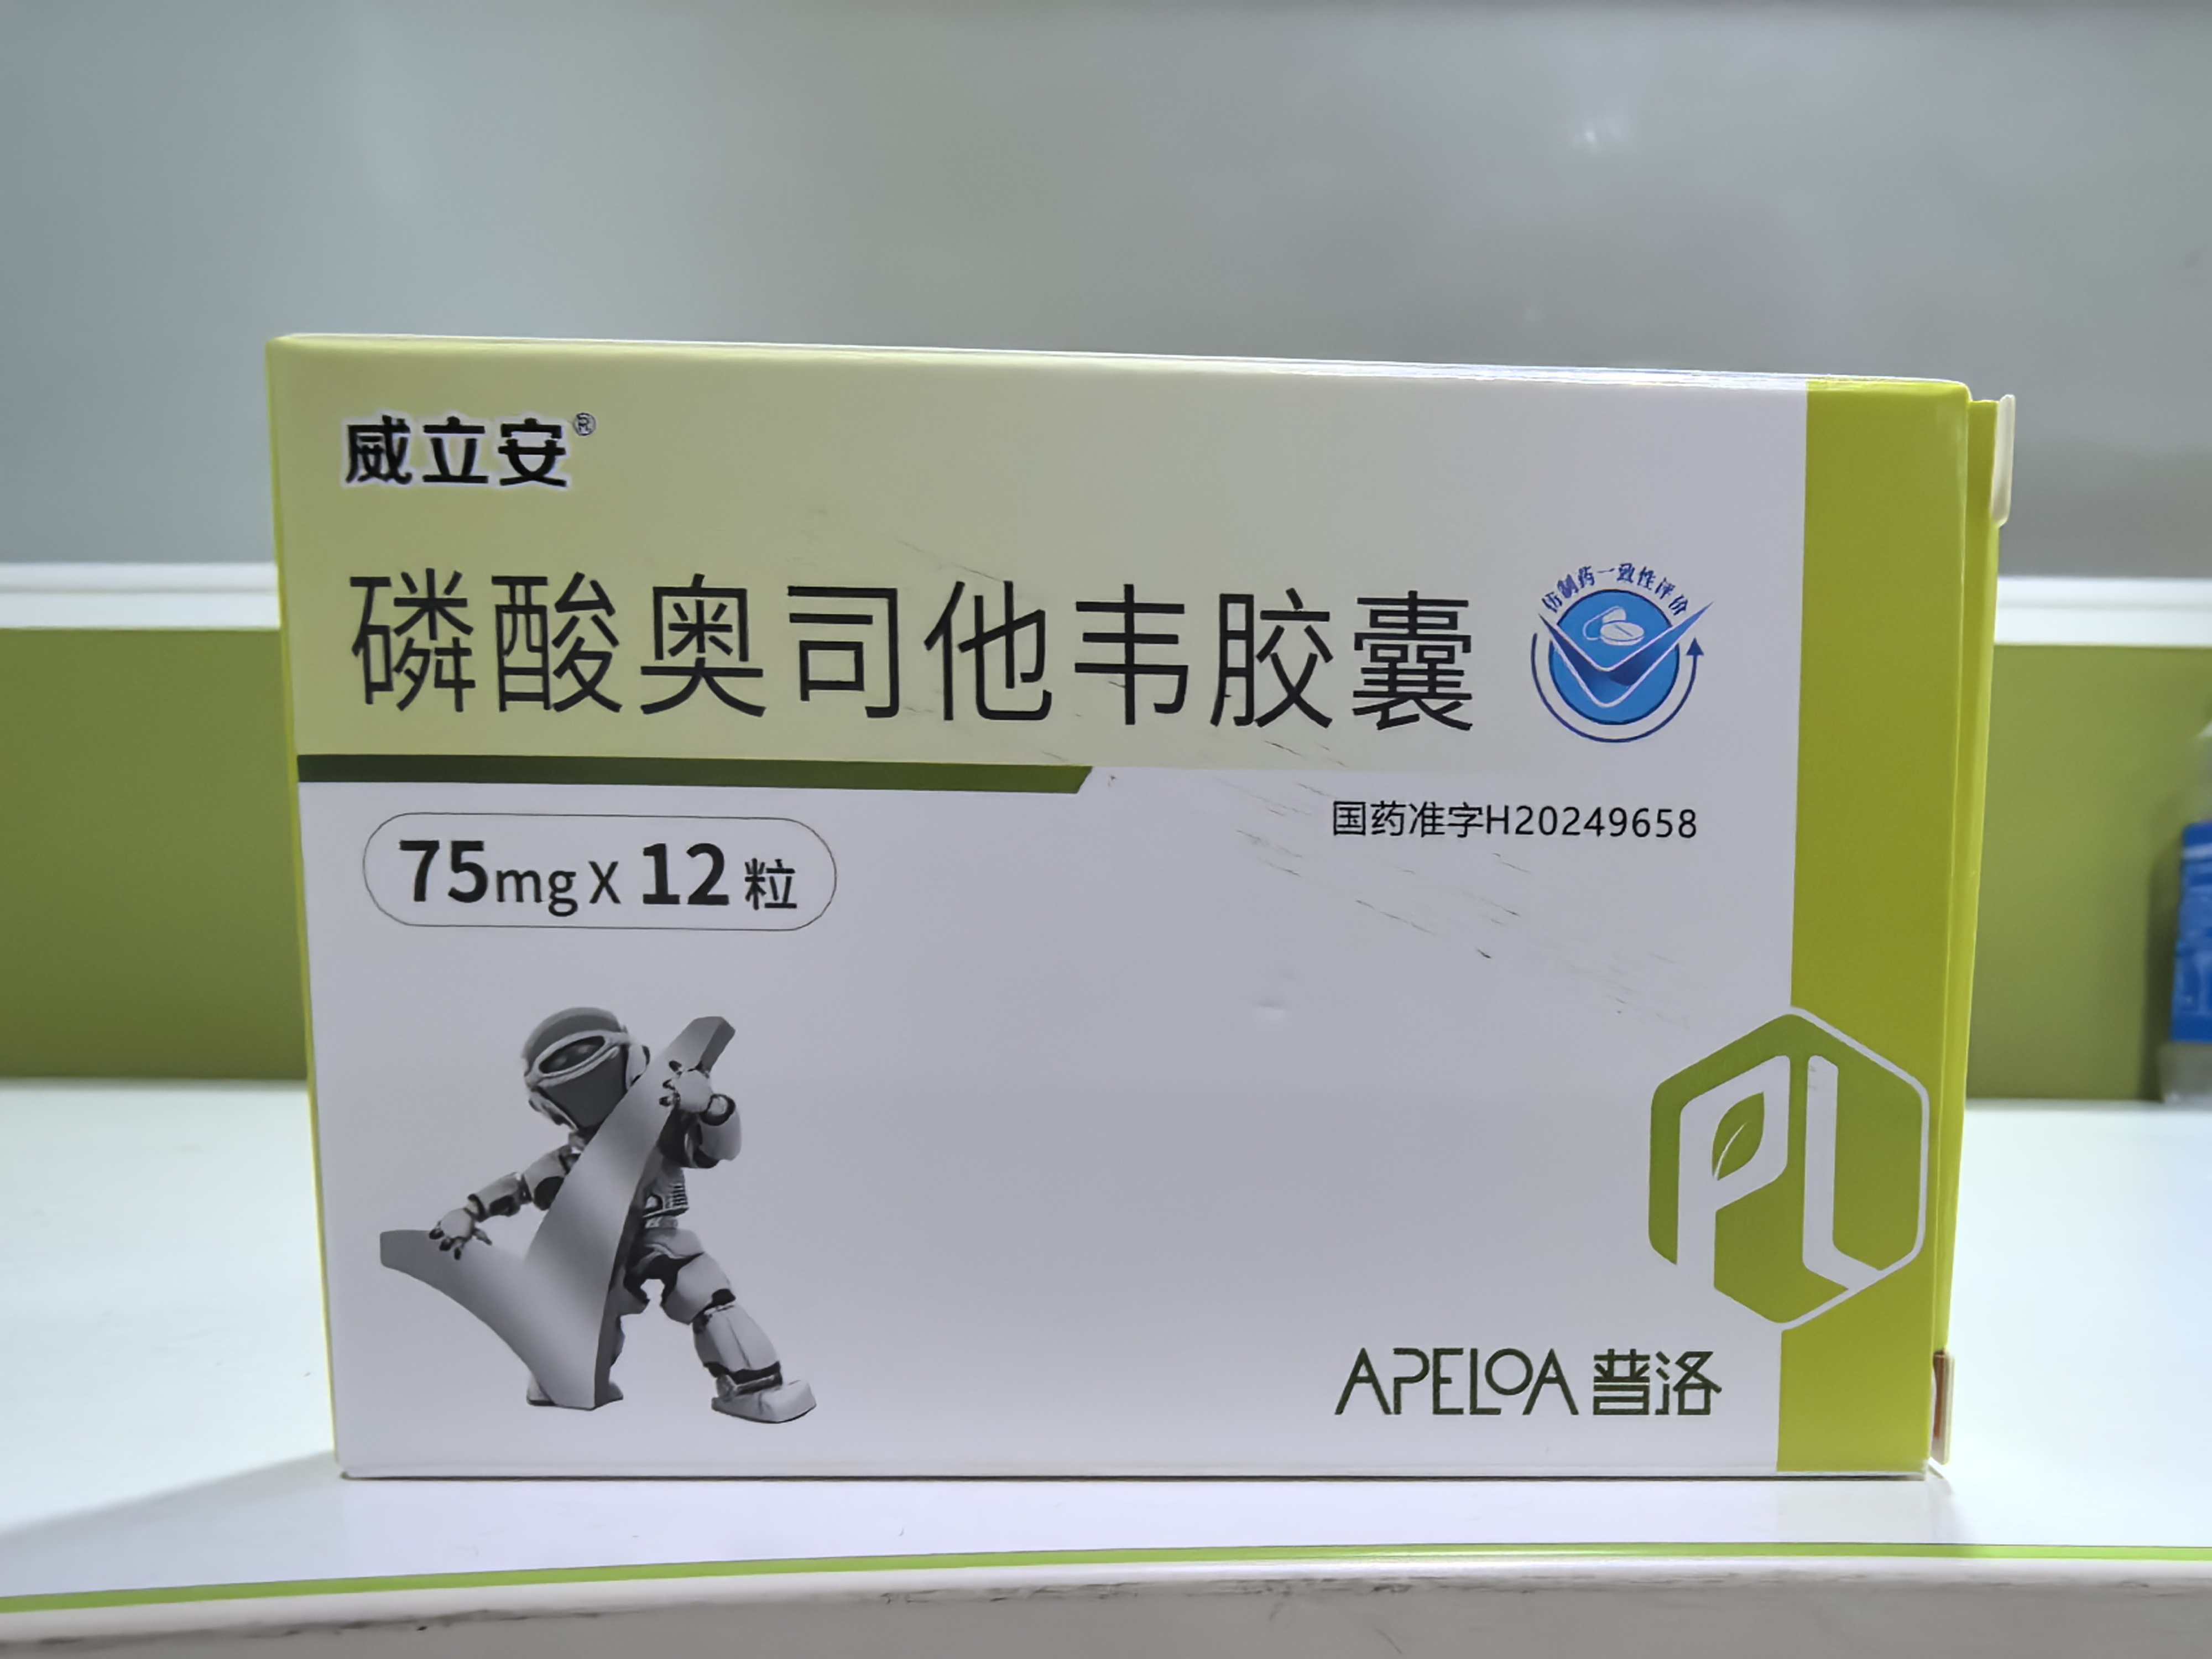 威立安®
磷酸奥司他韦胶囊
仿制药一致性评价
国药准字H20249658
75mg X 12粒
PL
APELOA 普洛